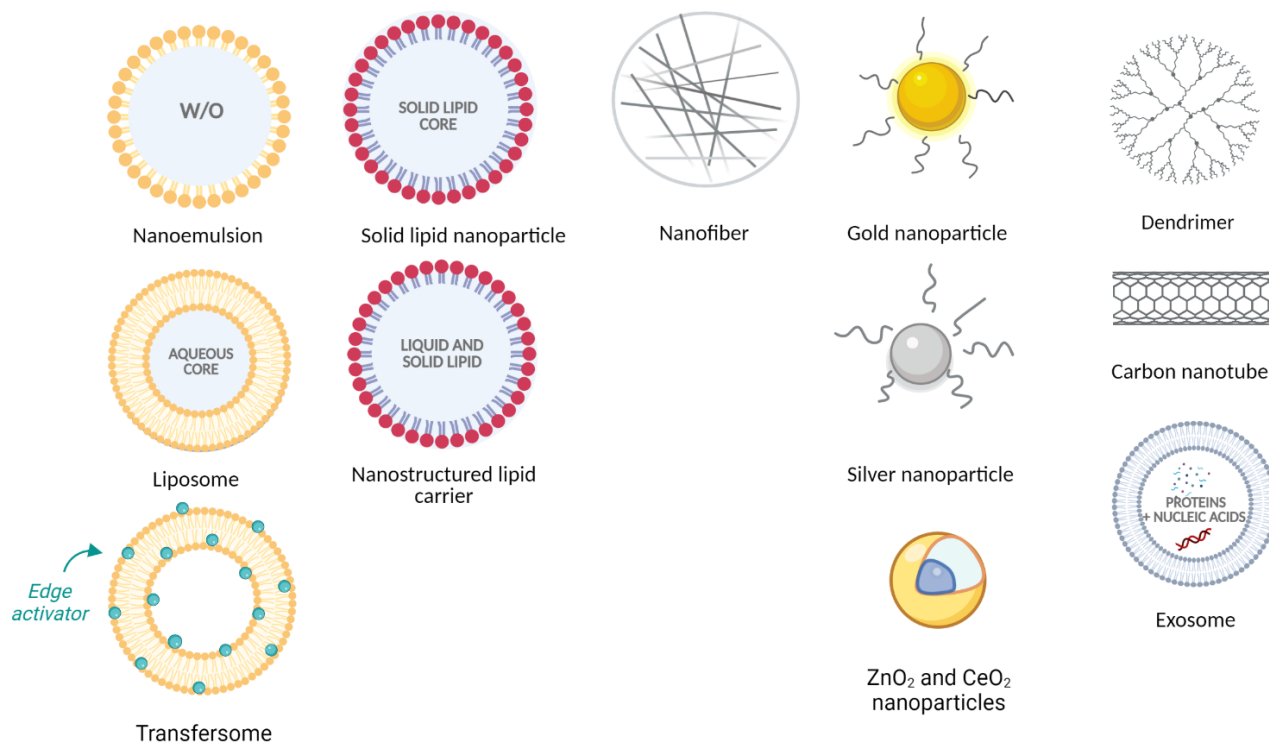 W/O
Nanoemulsion
SOLID LIPID
CORE
Solid lipid nanoparticle
Nanofiber
Gold nanoparticle
Dendrimer
AQUEOUS
CORE
Liposome
LIQUID AND
SOLID LIPID
Nanostructured lipid
carrier
Silver nanoparticle
Carbon nanotube
PROTEINS
+ NUCLEIC ACIDS
Exosome
Edge
activator
Transfersome
ZnO₂ and CeO₂
nanoparticles